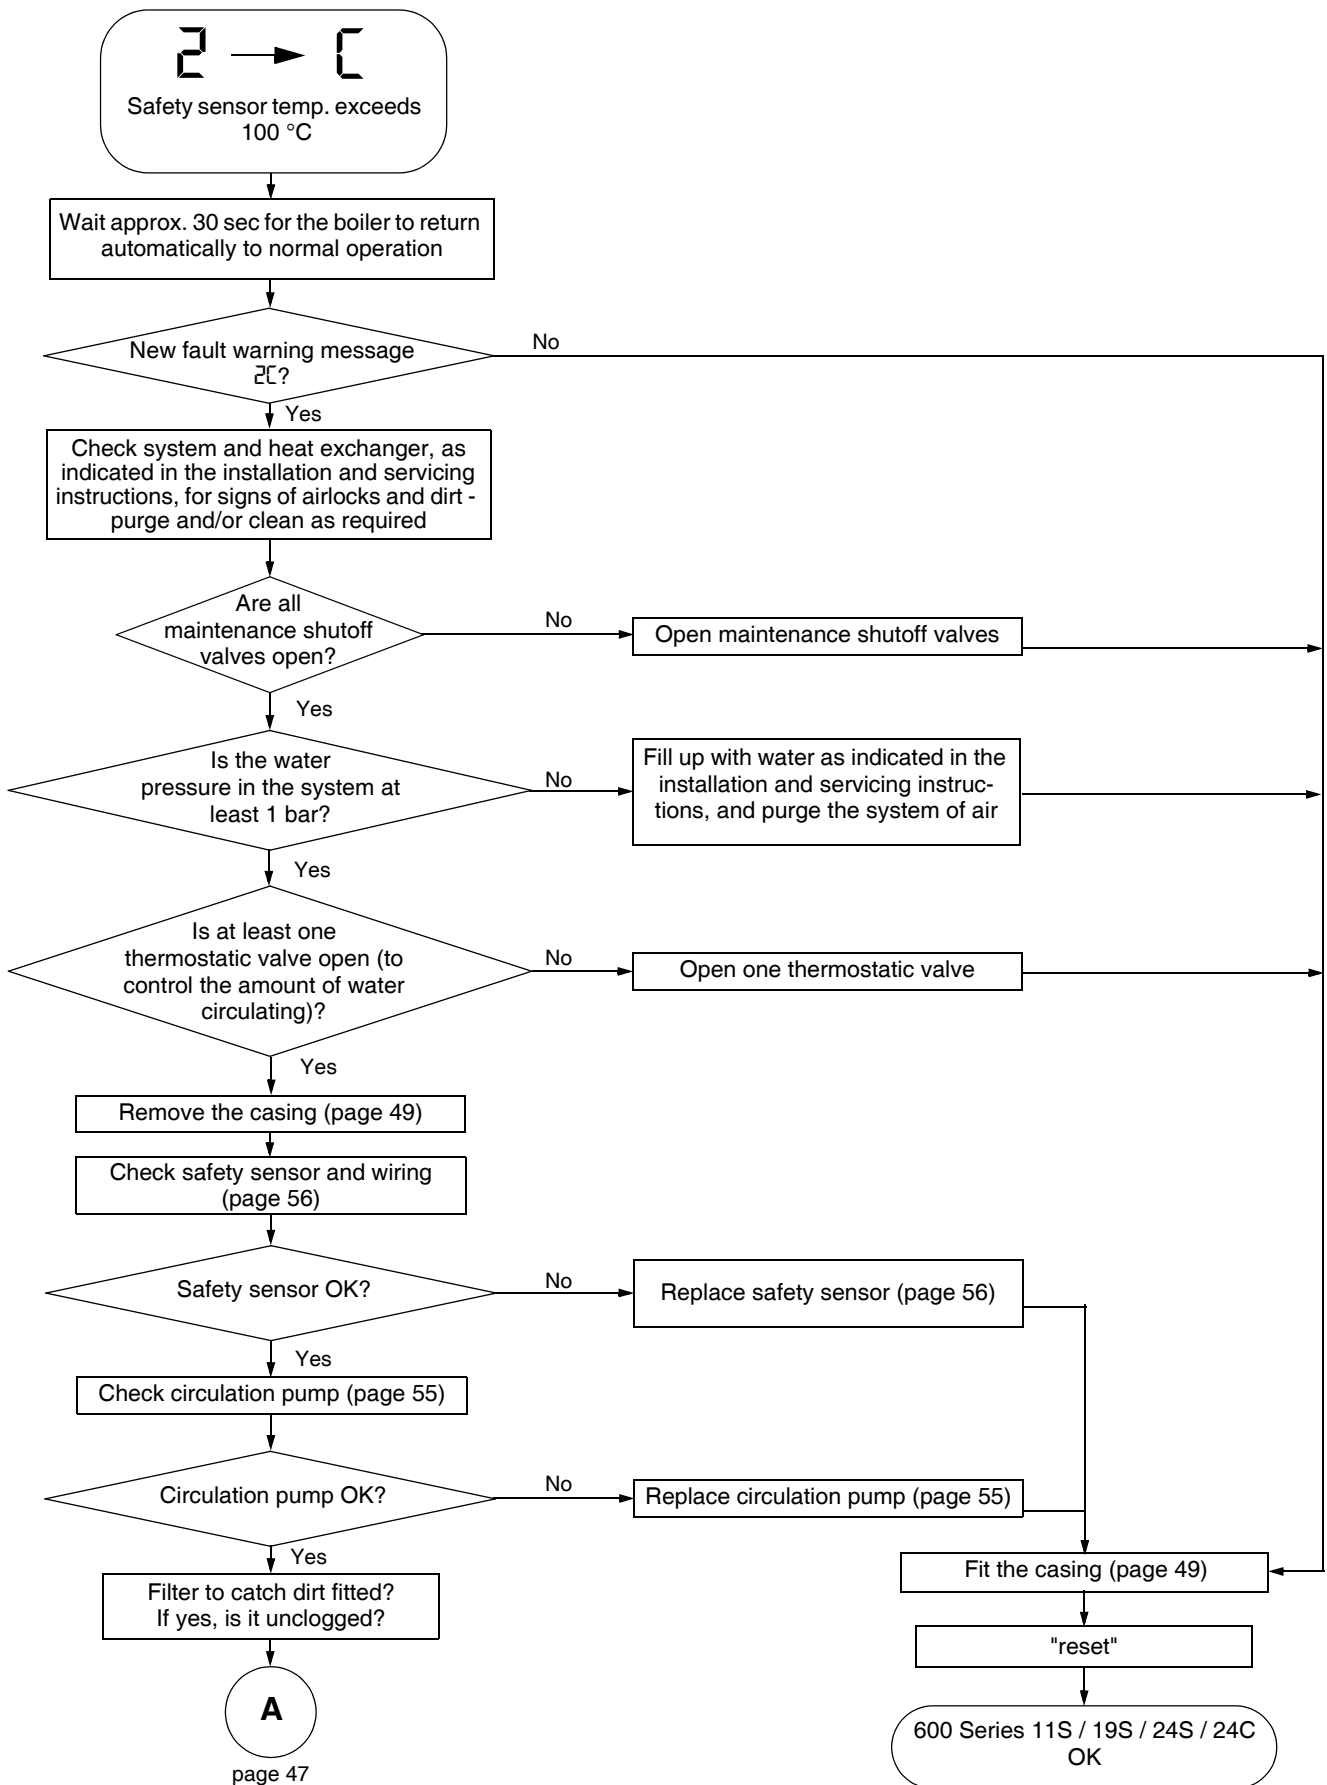 2 → C
Safety sensor temp. exceeds
100 °C
Wait approx. 30 sec for the boiler to return
automatically to normal operation
New fault warning message
2C?
No
Yes
Check system and heat exchanger, as
indicated in the installation and servicing
instructions, for signs of airlocks and dirt -
purge and/or clean as required
Are all
maintenance shutoff
valves open?
No
Open maintenance shutoff valves
Yes
Is the water
pressure in the system at
least 1 bar?
No
Fill up with water as indicated in the
installation and servicing instruc-
tions, and purge the system of air
Yes
Is at least one
thermostatic valve open (to
control the amount of water
circulating)?
No
Open one thermostatic valve
Yes
Remove the casing (page 49)
Check safety sensor and wiring
(page 56)
Safety sensor OK?
No
Replace safety sensor (page 56)
Yes
Check circulation pump (page 55)
Circulation pump OK?
No
Replace circulation pump (page 55)
Yes
Filter to catch dirt fitted?
If yes, is it unclogged?
A
page 47
Fit the casing (page 49)
"reset"
600 Series 11S / 19S / 24S / 24C
OK